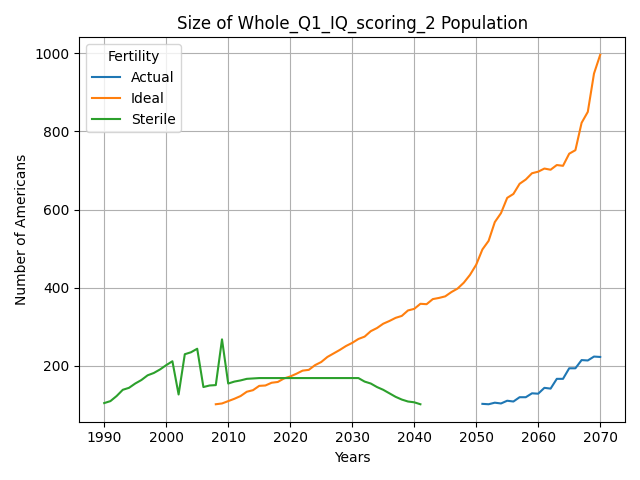 Size of Whole_Q1_IQ_scoring_2 Population
Fertility
Actual
Ideal
Sterile
Number of Americans
1000
800
600
400
200
1990 2000 2010 2020 2030 2040 2050 2060 2070
Years